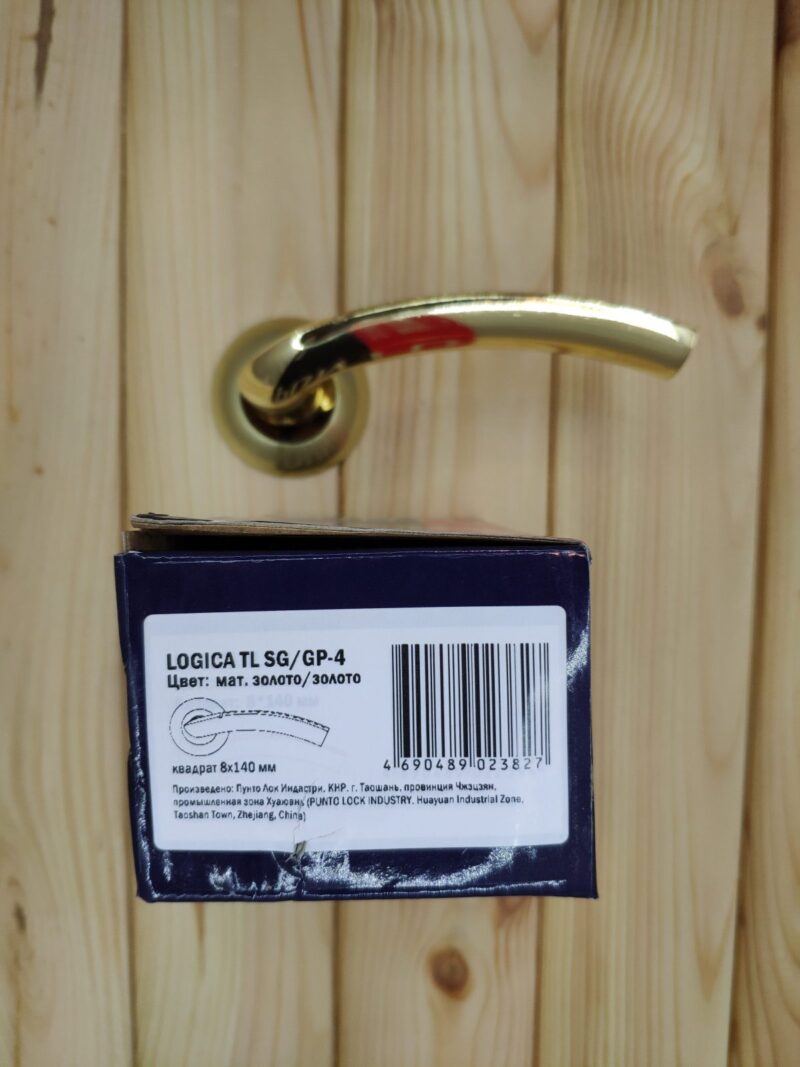 LOGICA TL SG/GP-4
Цвет: мат. золото/золото
квадрат 8х140 мм
4 690489 023827
Произведено: Пунто Лок Индастри, КНР, г. Таошань, провинция Чжэцзян,
промышленная зона Хуаюань (PUNTO LOCK INDUSTRY, Huayuan Industrial Zone,
Taoshan Town, Zhejiang, China)